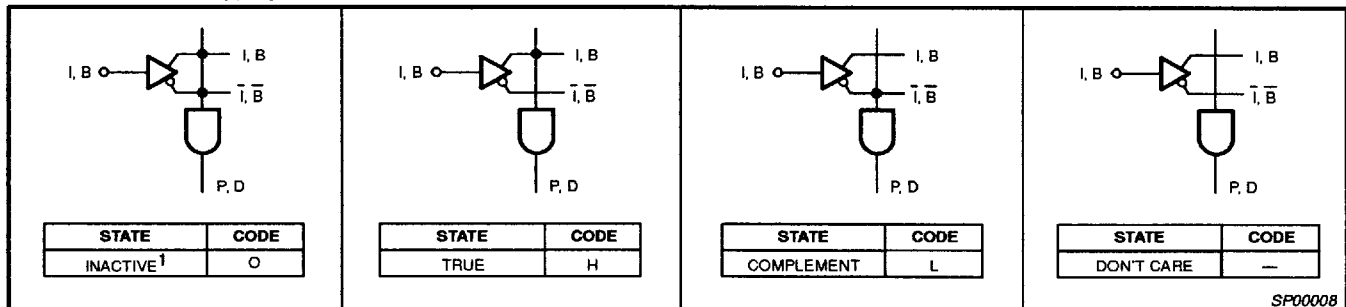 I, B
I, B
I̅, B̅
P, D
STATE CODE
INACTIVE¹ O
I, B
I, B
I̅, B̅
P, D
STATE CODE
TRUE H
I, B
I, B
I̅, B̅
P, D
STATE CODE
COMPLEMENT L
I, B
I, B
I̅, B̅
P, D
STATE CODE
DON'T CARE —
SP00008